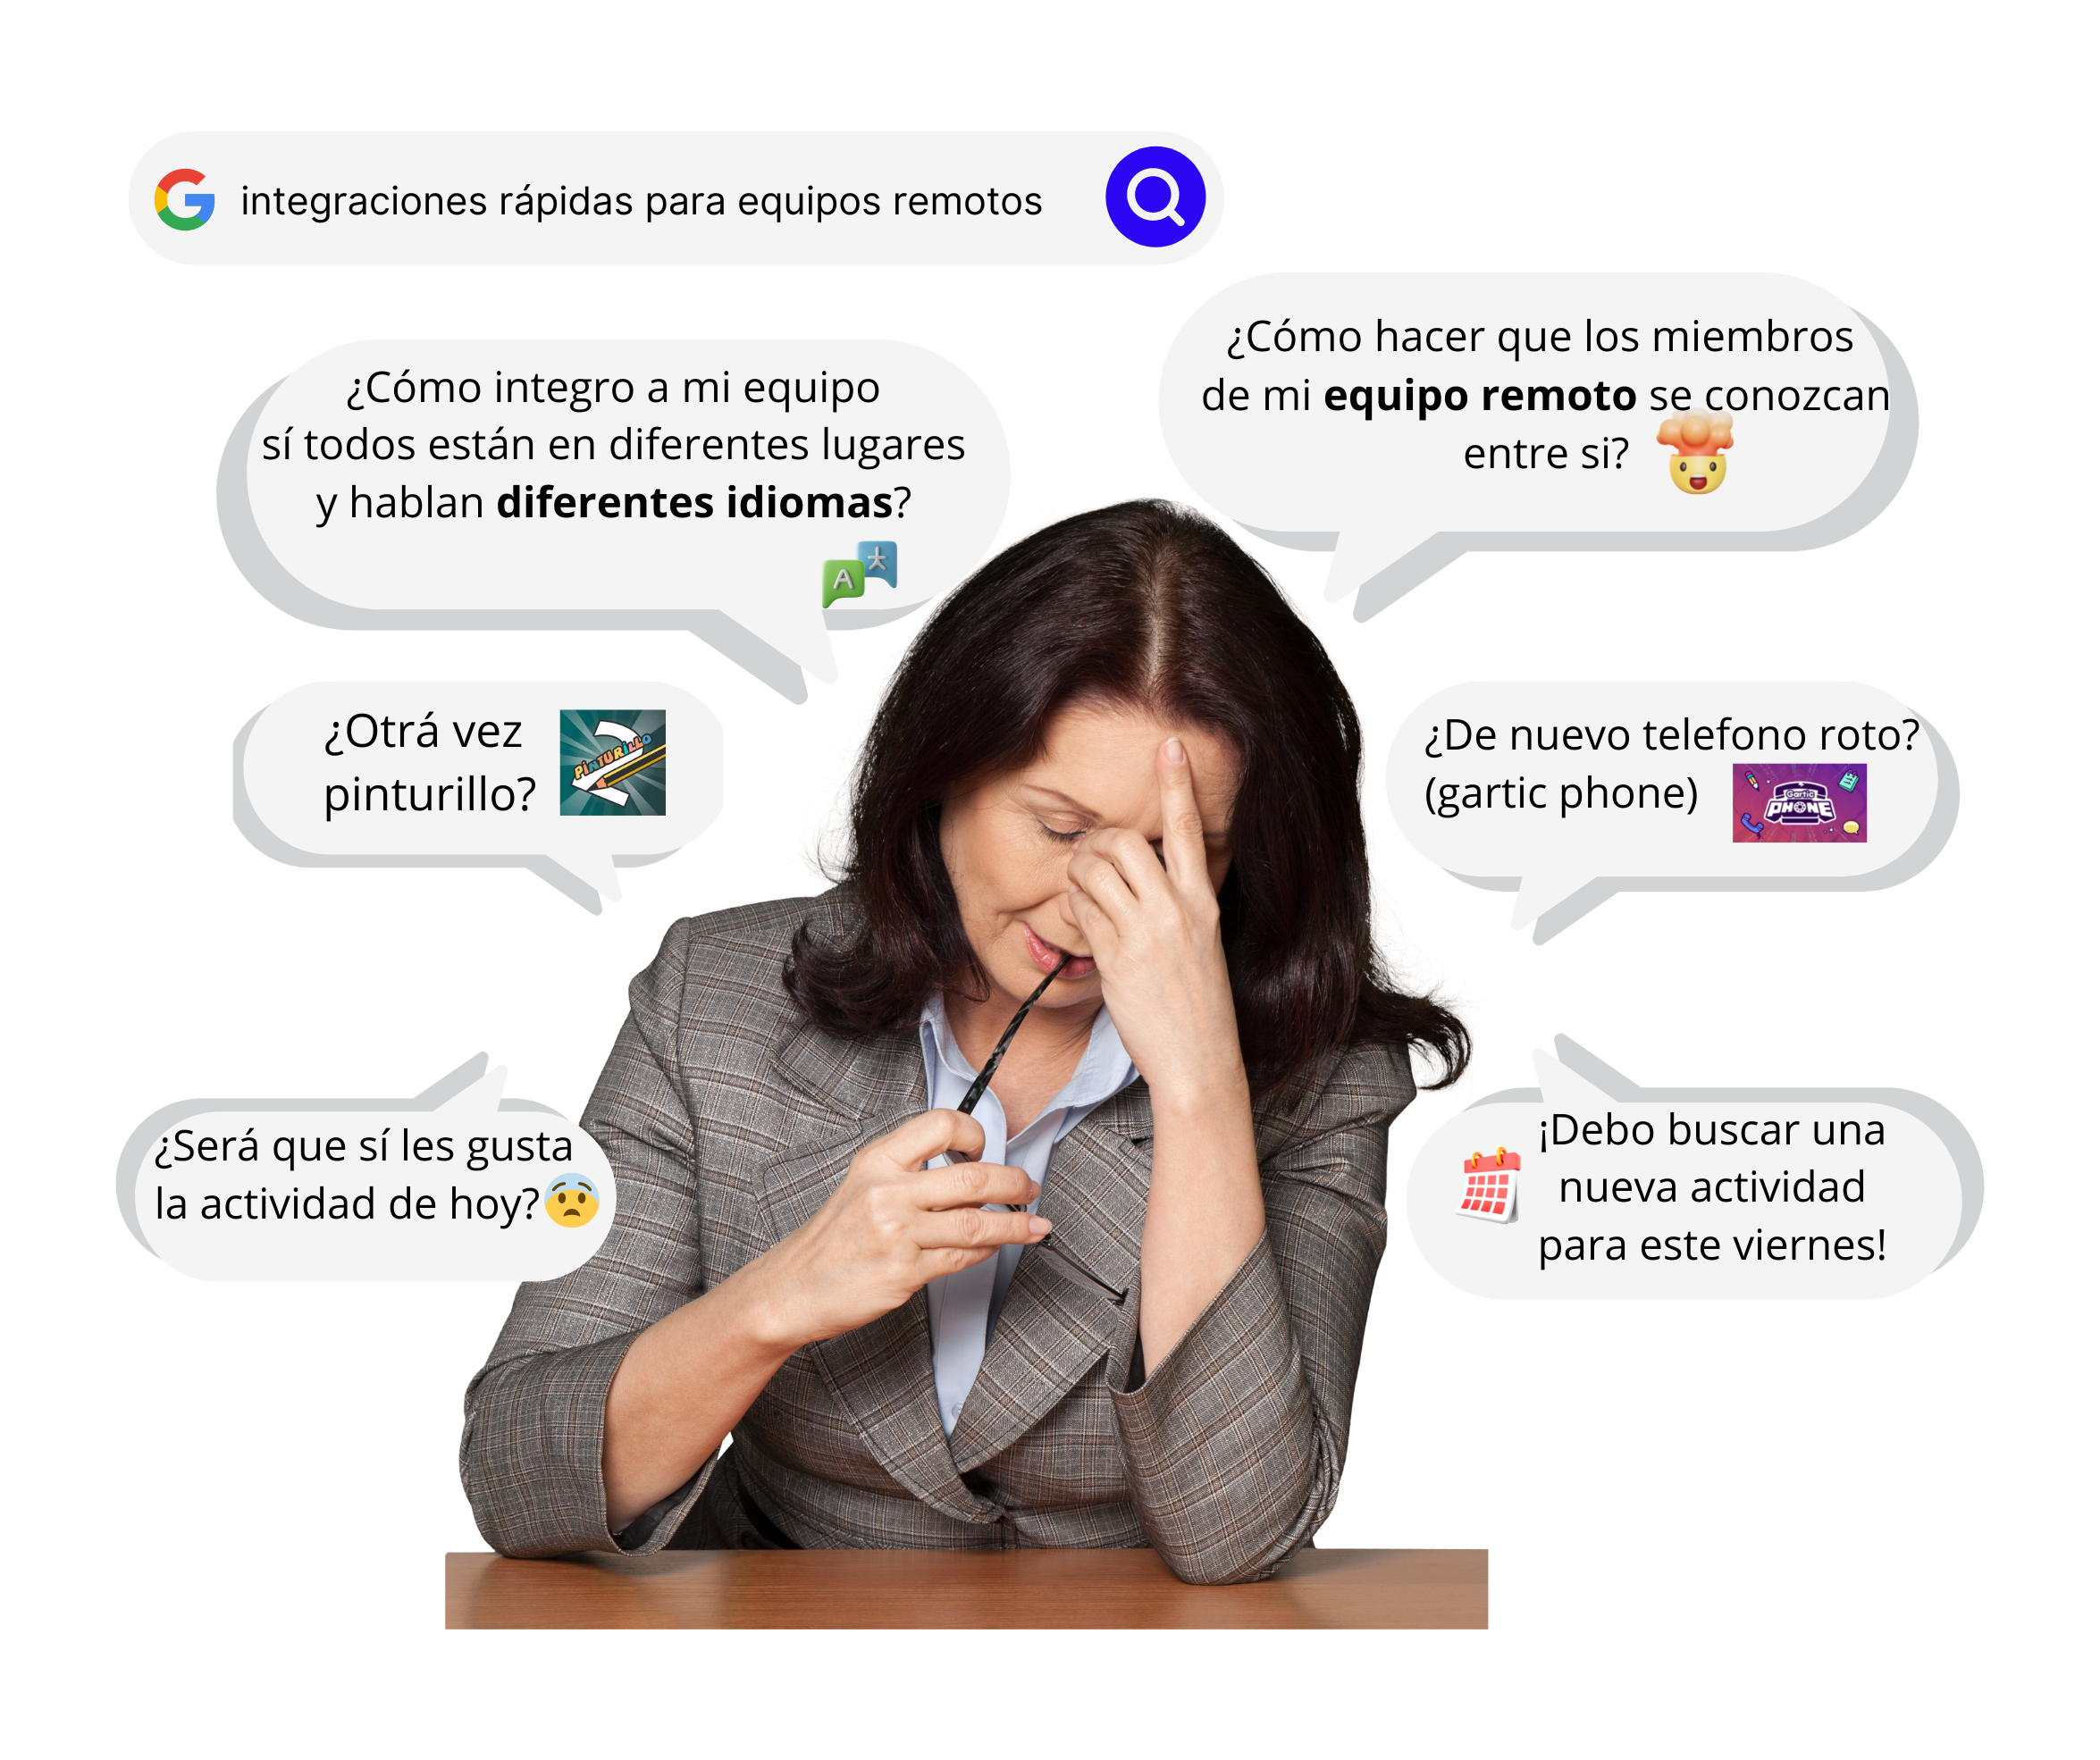 integraciones rápidas para equipos remotos
¿Cómo hacer que los miembros
de mi equipo remoto se conozcan
entre si?
¿Cómo integro a mi equipo
sí todos están en diferentes lugares
y hablan diferentes idiomas?
A
¿Otrá vez
pinturillo?
PiNTURiLLO
¿De nuevo telefono roto?
(gartic phone)
Gartic
PHONE
¿Será que sí les gusta
la actividad de hoy?
¡Debo buscar una
nueva actividad
para este viernes!